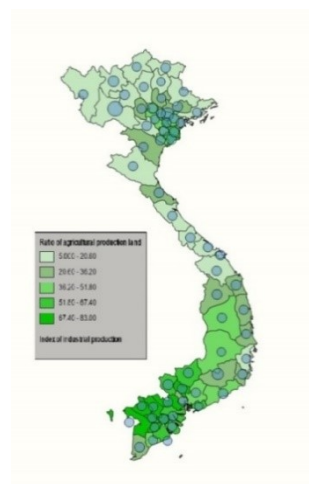 Ratio of agricultural production land
5.000 - 20.60
20.60 - 36.20
36.20 - 51.80
51.80 - 67.40
67.40 - 83.00
Index of industrial production